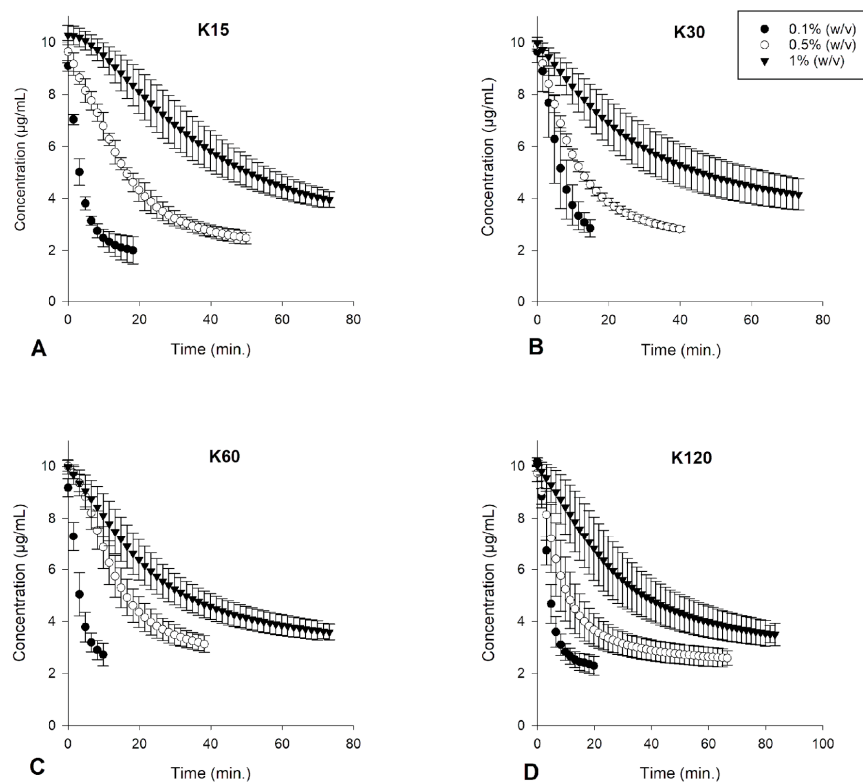 K15
K30
0.1% (w/v)
0.5% (w/v)
1% (w/v)
Concentration (µg/mL)
10
8
6
4
2
0
0 20 40 60 80
Time (min.)
A
Concentration (µg/mL)
10
8
6
4
2
0
0 20 40 60 80
Time (min.)
B
K60
K120
Concentration (µg/mL)
10
8
6
4
2
0
0 20 40 60 80
Time (min.)
C
Concentration (µg/mL)
10
8
6
4
2
0
0 20 40 60 80 100
Time (min.)
D